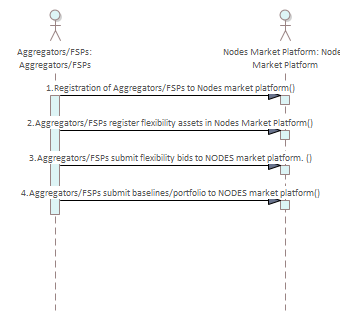 Aggregators/FSPs:
Aggregators/FSPs
Nodes Market Platform: Node
Market Platform
1.Registration of Aggregators/FSPs to Nodes market platform()
2.Aggregators/FSPs register flexibility assets in Nodes Market Platform()
3.Aggregators/FSPs submit flexibility bids to NODES market platform. ()
4.Aggregators/FSPs submit baselines/portfolio to NODES market platform()